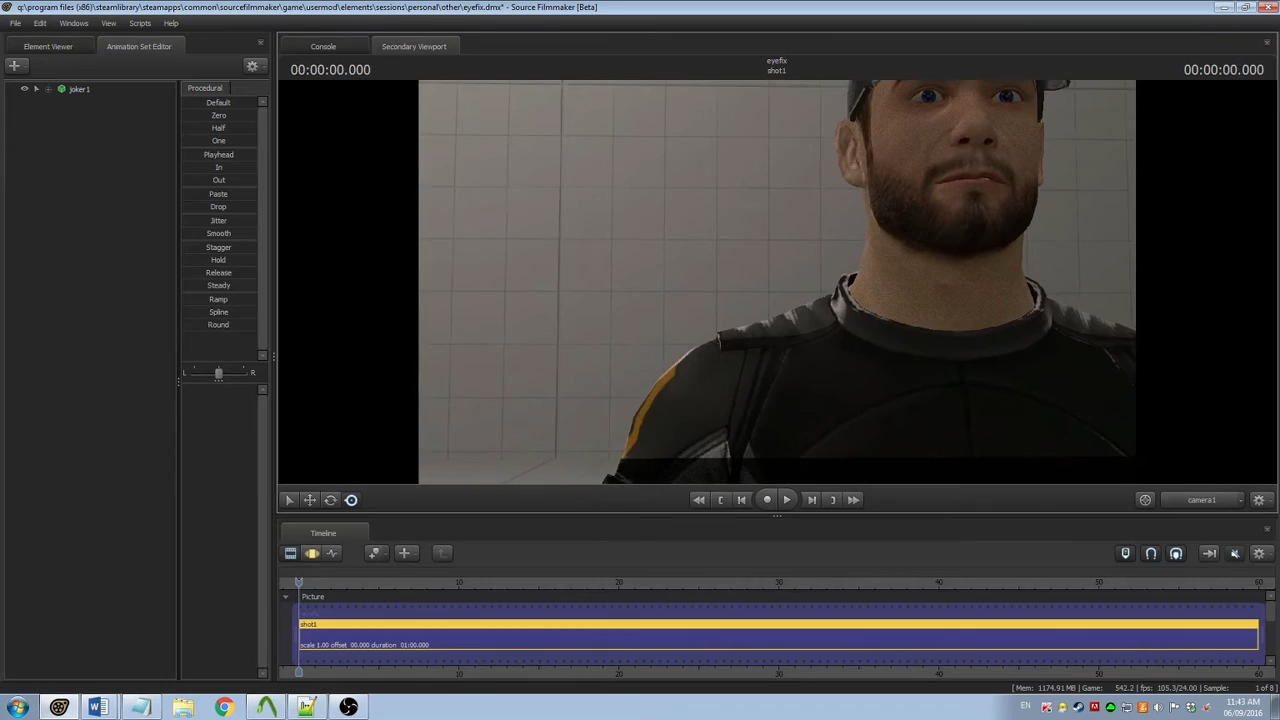 q:\program files (x86)\steamlibrary\steamapps\common\sourcefilmmaker\game\usermod\elements\sessions\personal\other\eyefix.dmx* - Source Filmmaker [Beta]
File Edit Windows View Scripts Help
Element Viewer Animation Set Editor Console Secondary Viewport
00:00:00.000 eyefix 00:00:00.000
shot1
joker1
Procedural
Default
Zero
Half
One
Playhead
In
Out
Paste
Drop
Jitter
Smooth
Stagger
Hold
Release
Steady
Ramp
Spline
Round
L R
camera1
Timeline
10 20 30 40 50 60
Picture
shot1
scale 1.00 offset 00.000 duration 01:00.000
10 20 30 40 50 60
[Mem: 1174.91 MB | Game: 542.2 | fps: 105.3/24.00 | Sample: 1 of 8
EN 11:43 AM
06/09/2016